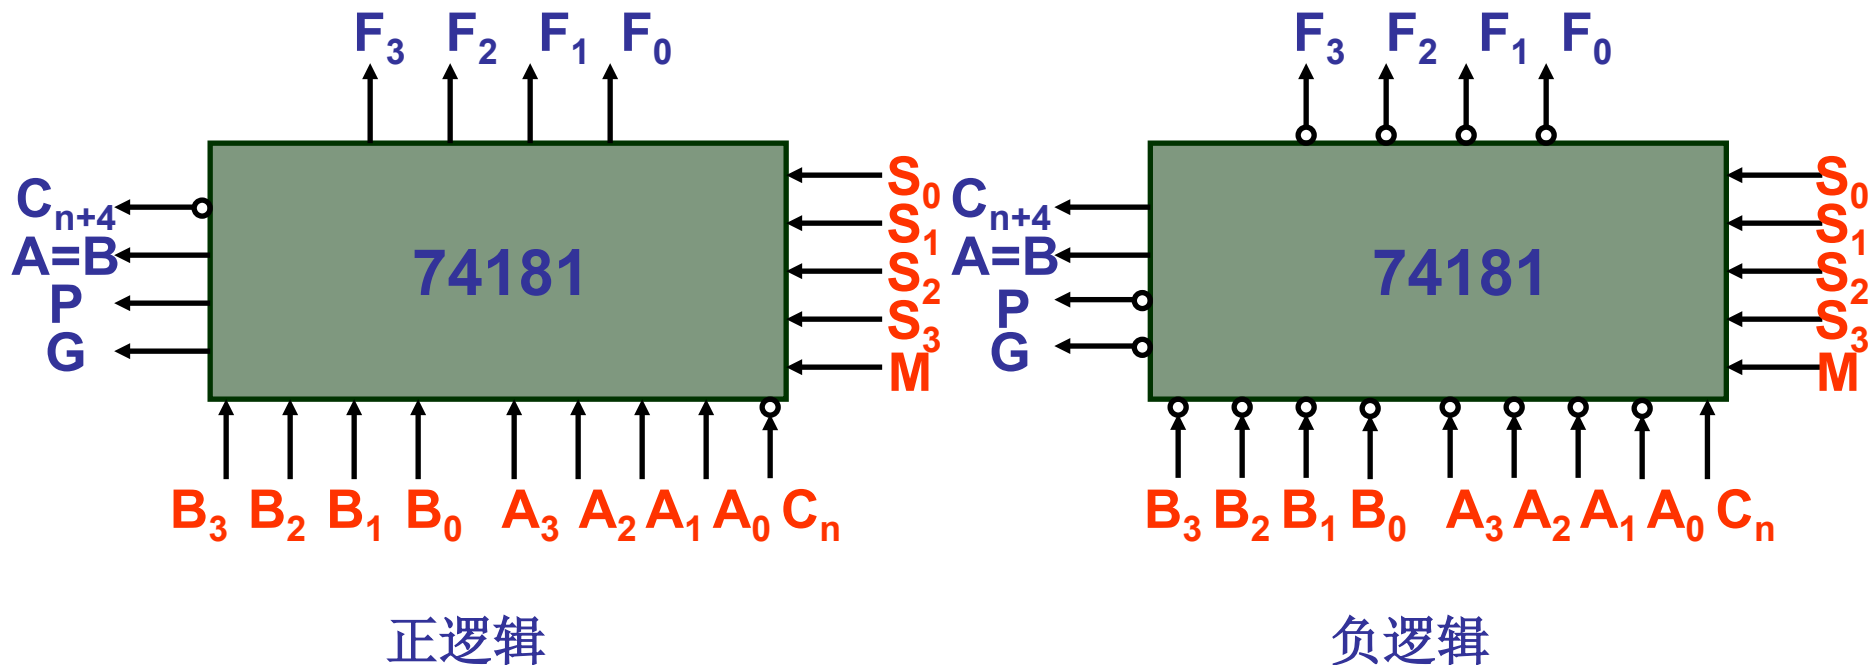 F3 F2 F1 F0
Cn+4
A=B
P
G
74181
S0
S1
S2
S3
M
B3 B2 B1 B0 A3 A2 A1 A0 Cn
正逻辑
F3 F2 F1 F0
Cn+4
A=B
P
G
74181
S0
S1
S2
S3
M
B3 B2 B1 B0 A3 A2 A1 A0 Cn
负逻辑